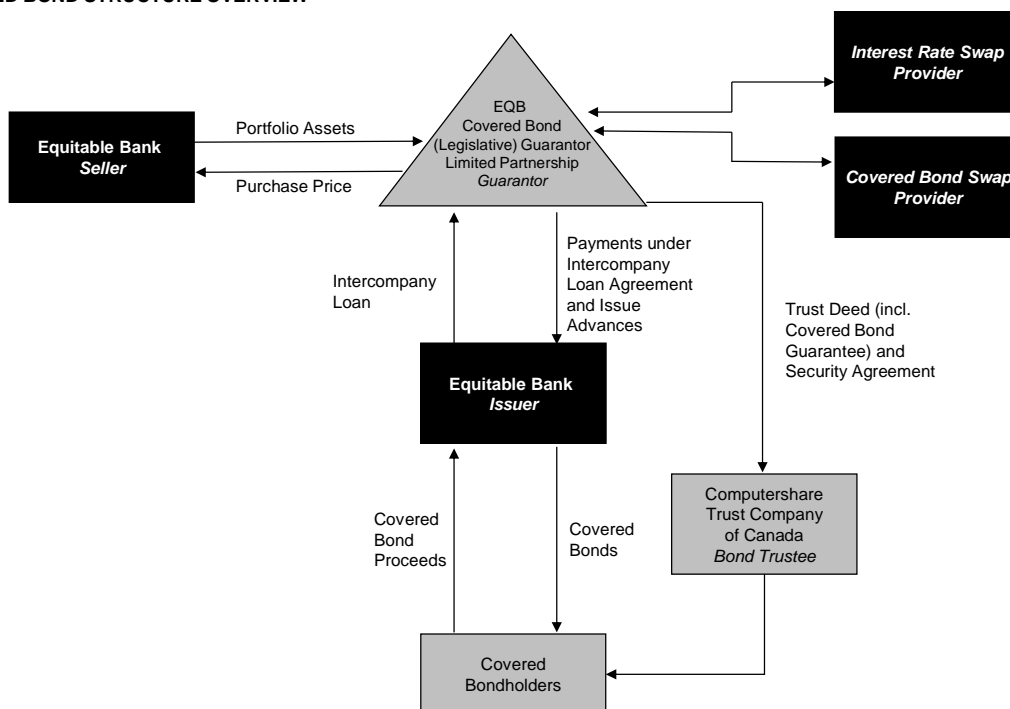 Interest Rate Swap
Provider
EQB
Covered Bond
(Legislative) Guarantor
Limited Partnership
Guarantor
Portfolio Assets
Equitable Bank
Seller
Purchase Price
Covered Bond Swap
Provider
Intercompany
Loan
Payments under
Intercompany
Loan Agreement
and Issue
Advances
Trust Deed (incl.
Covered Bond
Guarantee) and
Security Agreement
Equitable Bank
Issuer
Computershare
Trust Company
of Canada
Bond Trustee
Covered
Bond
Proceeds
Covered
Bonds
Covered
Bondholders